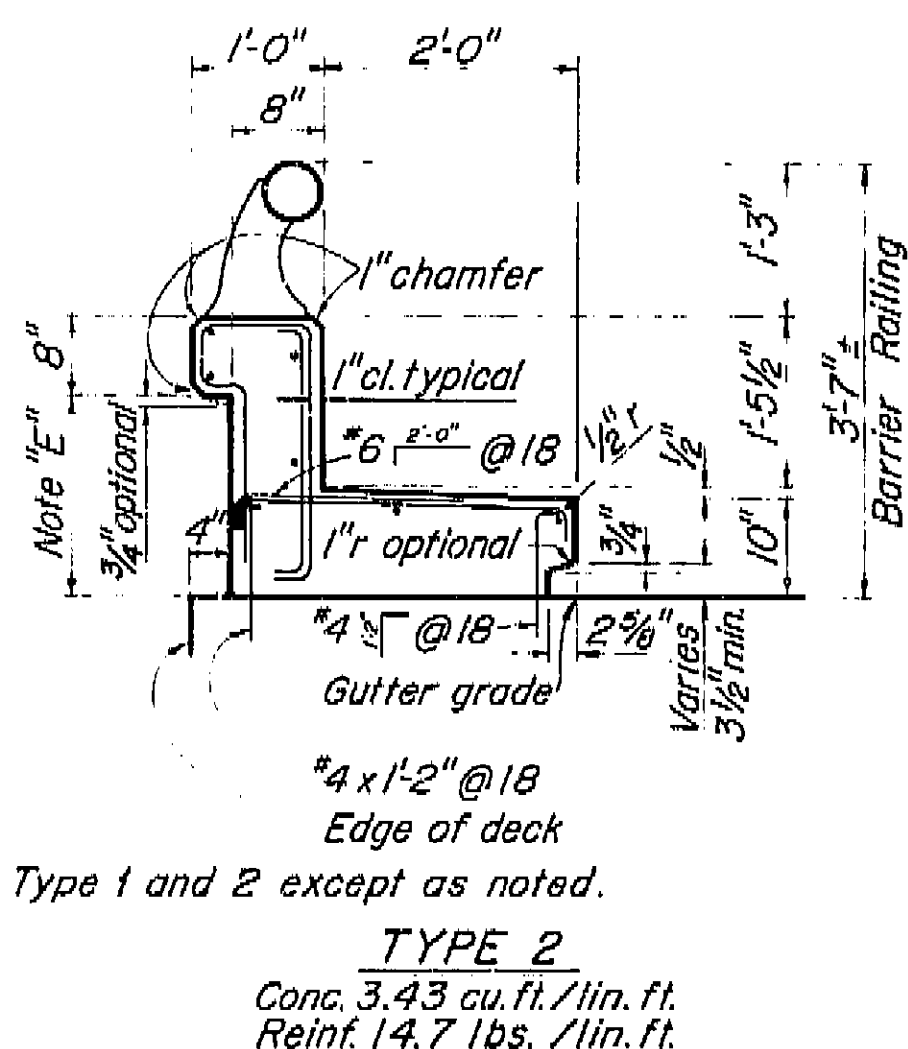 1'-0" 2'-0"
8"
1" chamfer
1'-3"
8"
1" cl. typical
1'-5½"
3'-7" ±
Barrier Railing
Note "E"
¾" optional
#6 2'-0" @ 18
½" r
½"
4"
1" r optional
¾"
10"
#4 1'-2" @ 18
2⅝"
Gutter grade
Varies
3½" min.
#4 x 1'-2" @ 18
Edge of deck
Type 1 and 2 except as noted.
TYPE 2
Conc. 3.43 cu. ft. / lin. ft.
Reinf. 14.7 lbs. / lin. ft.